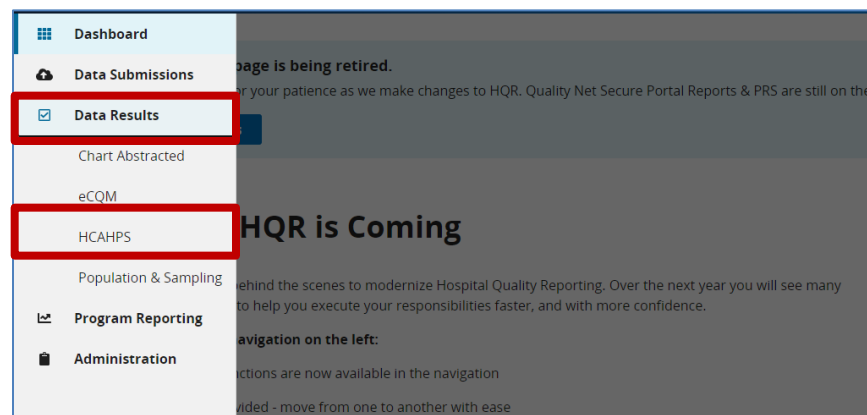 Dashboard
Data Submissions
Data Results
Chart Abstracted
eCQM
HCAHPS
Population & Sampling
Program Reporting
Administration
page is being retired.
or your patience as we make changes to HQR. Quality Net Secure Portal Reports & PRS are still on the
HQR is Coming
behind the scenes to modernize Hospital Quality Reporting. Over the next year you will see many
to help you execute your responsibilities faster, and with more confidence.
navigation on the left:
nctions are now available in the navigation
vided - move from one to another with ease